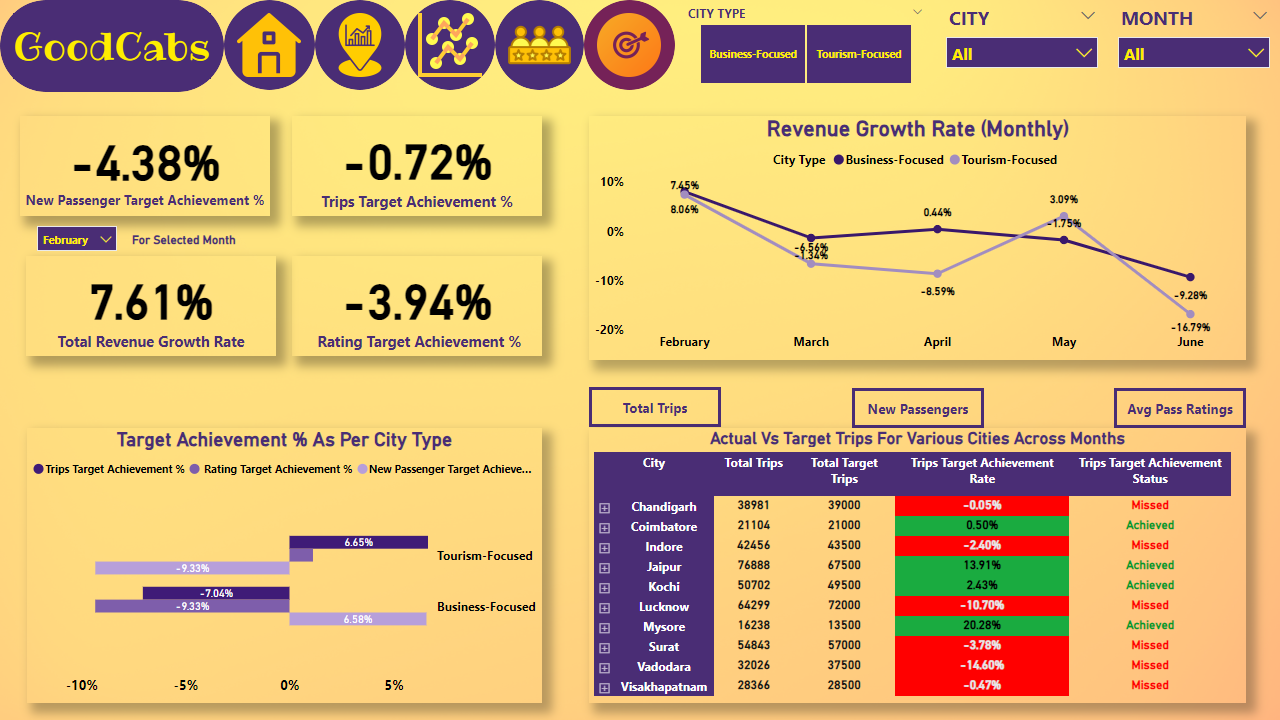 GoodCabs
CITY TYPE
Business-Focused
Tourism-Focused
CITY
All
MONTH
All
-4.38%
New Passenger Target Achievement %
-0.72%
Trips Target Achievement %
February
For Selected Month
7.61%
Total Revenue Growth Rate
-3.94%
Rating Target Achievement %
Revenue Growth Rate (Monthly)
City Type Business-Focused Tourism-Focused
10%
0%
-10%
-20%
7.45%
8.06%
-6.56%
-1.34%
0.44%
-8.59%
3.09%
-1.75%
-9.28%
-16.79%
February March April May June
Target Achievement % As Per City Type
Trips Target Achievement % Rating Target Achievement % New Passenger Target Achieve...
6.65%
-9.33%
Tourism-Focused
-7.04%
-9.33%
6.58%
Business-Focused
-10% -5% 0% 5%
Total Trips
New Passengers
Avg Pass Ratings
Actual Vs Target Trips For Various Cities Across Months
City Total Trips Total Target Trips Trips Target Achievement Rate Trips Target Achievement Status
Chandigarh 38981 39000 -0.05% Missed
Coimbatore 21104 21000 0.50% Achieved
Indore 42456 43500 -2.40% Missed
Jaipur 76888 67500 13.91% Achieved
Kochi 50702 49500 2.43% Achieved
Lucknow 64299 72000 -10.70% Missed
Mysore 16238 13500 20.28% Achieved
Surat 54843 57000 -3.78% Missed
Vadodara 32026 37500 -14.60% Missed
Visakhapatnam 28366 28500 -0.47% Missed